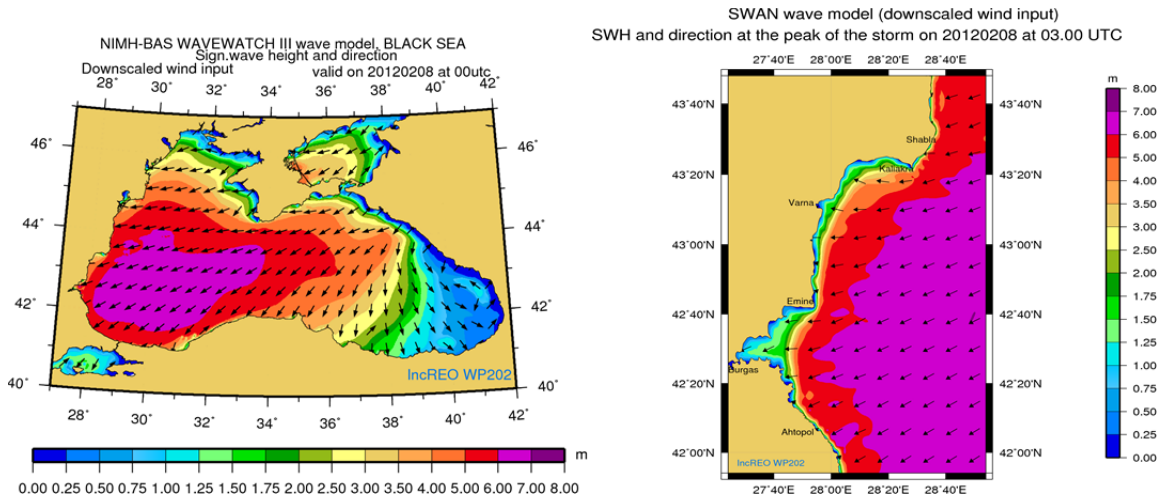 NIMH-BAS WAVEWATCH III wave model, BLACK SEA
Sign.wave height and direction
Downscaled wind input valid on 20120208 at 00utc
28˚ 30˚ 32˚ 34˚ 36˚ 38˚ 40˚ 42˚
46˚ 46˚
44˚ 44˚
42˚ 42˚
40˚ 40˚
IncREO WP202
28˚ 30˚ 32˚ 34˚ 36˚ 38˚ 40˚ 42˚
m
0.00 0.25 0.50 0.75 1.00 1.25 1.50 1.75 2.00 2.50 3.00 3.50 4.00 5.00 6.00 7.00 8.00
SWAN wave model (downscaled wind input)
SWH and direction at the peak of the storm on 20120208 at 03.00 UTC
27˚40'E 28˚00'E 28˚20'E 28˚40'E
43˚40'N 43˚40'N
Shabla
Kaliakra
43˚20'N 43˚20'N
Varna
43˚00'N 43˚00'N
Emine
42˚40'N 42˚40'N
Burgas
42˚20'N 42˚20'N
Ahtopol
42˚00'N 42˚00'N
IncREO WP202
27˚40'E 28˚00'E 28˚20'E 28˚40'E
m
8.00
7.00
6.00
5.00
4.00
3.50
3.00
2.50
2.00
1.75
1.50
1.25
1.00
0.75
0.50
0.25
0.00